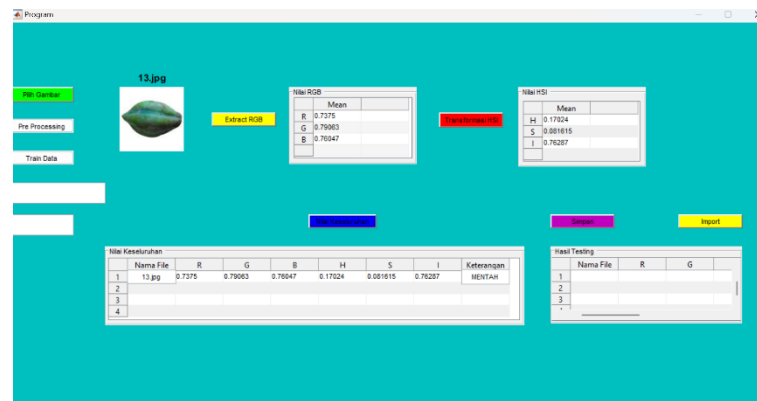 Program
13.jpg
Pilih Gambar
Pre Processing
Train Data
Extract RGB
Nilai RGB
Mean
R 0.7375
G 0.79063
B 0.76047
Transformasi HSI
Nilai HSI
Mean
H 0.17024
S 0.081615
I 0.76287
Simpan
Import
Nilai Keseluruhan
Nama File R G B H S I Keterangan
1 13.jpg 0.7375 0.79063 0.76047 0.17024 0.081615 0.76287 MENTAH
2
3
4
Hasil Testing
Nama File R G
1
2
3